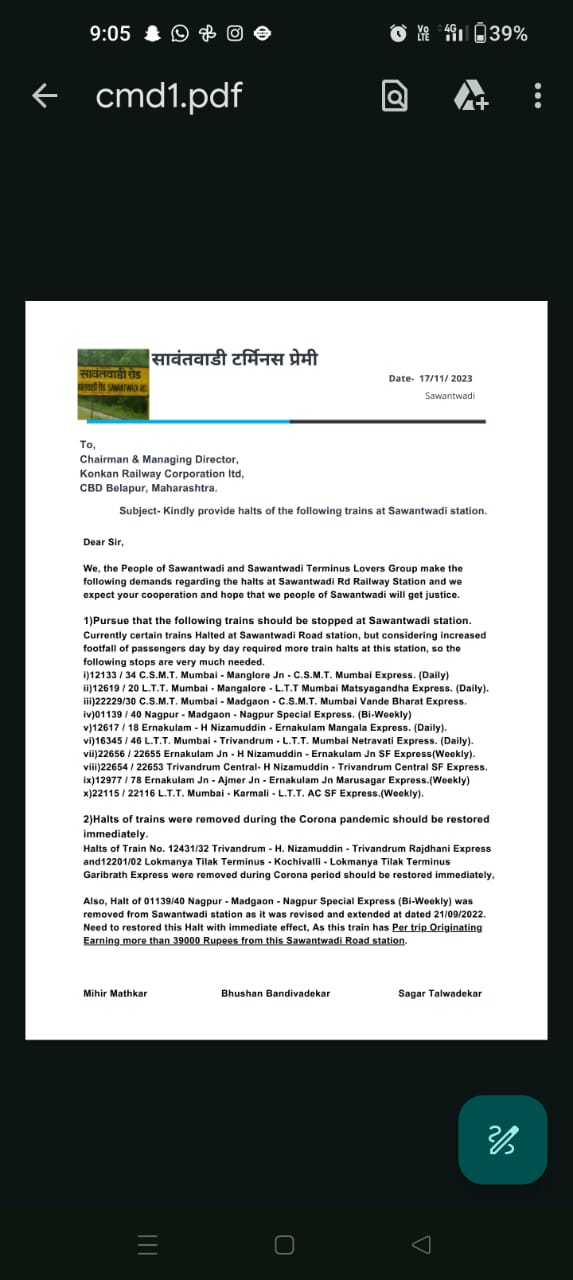 9:05
Vo LTE 4G 39%
cmd1.pdf
सावंतवाडी टर्मिनस प्रेमी
सावंतवाडी रोड
SAWANTWADI RD
Date- 17/11/ 2023
Sawantwadi
To,
Chairman & Managing Director,
Konkan Railway Corporation ltd,
CBD Belapur, Maharashtra.
Subject- Kindly provide halts of the following trains at Sawantwadi station.
Dear Sir,
We, the People of Sawantwadi and Sawantwadi Terminus Lovers Group make the
following demands regarding the halts at Sawantwadi Rd Railway Station and we
expect your cooperation and hope that we people of Sawantwadi will get justice.
1)Pursue that the following trains should be stopped at Sawantwadi station.
Currently certain trains Halted at Sawantwadi Road station, but considering increased
footfall of passengers day by day required more train halts at this station, so the
following stops are very much needed.
i)12133 / 34 C.S.M.T. Mumbai - Manglore Jn - C.S.M.T. Mumbai Express. (Daily)
ii)12619 / 20 L.T.T. Mumbai - Mangalore - L.T.T Mumbai Matsyagandha Express. (Daily).
iii)22229/30 C.S.M.T. Mumbai - Madgaon - C.S.M.T. Mumbai Vande Bharat Express.
iv)01139 / 40 Nagpur - Madgaon - Nagpur Special Express. (Bi-Weekly)
v)12617 / 18 Ernakulam - H Nizamuddin - Ernakulam Mangala Express. (Daily).
vi)16345 / 46 L.T.T. Mumbai - Trivandrum - L.T.T. Mumbai Netravati Express. (Daily).
vii)22656 / 22655 Ernakulam Jn - H Nizamuddin - Ernakulam Jn SF Express(Weekly).
viii)22654 / 22653 Trivandrum Central- H Nizamuddin - Trivandrum Central SF Express.
ix)12977 / 78 Ernakulam Jn - Ajmer Jn - Ernakulam Jn Marusagar Express.(Weekly)
x)22115 / 22116 L.T.T. Mumbai - Karmali - L.T.T. AC SF Express.(Weekly).
2)Halts of trains were removed during the Corona pandemic should be restored
immediately.
Halts of Train No. 12431/32 Trivandrum - H. Nizamuddin - Trivandrum Rajdhani Express
and12201/02 Lokmanya Tilak Terminus - Kochivalli - Lokmanya Tilak Terminus
Garibrath Express were removed during Corona period should be restored immediately,
Also, Halt of 01139/40 Nagpur - Madgaon - Nagpur Special Express (Bi-Weekly) was
removed from Sawantwadi station as it was revised and extended at dated 21/09/2022.
Need to restored this Halt with immediate effect, As this train has Per trip Originating
Earning more than 39000 Rupees from this Sawantwadi Road station.
Mihir Mathkar Bhushan Bandivadekar Sagar Talwadekar